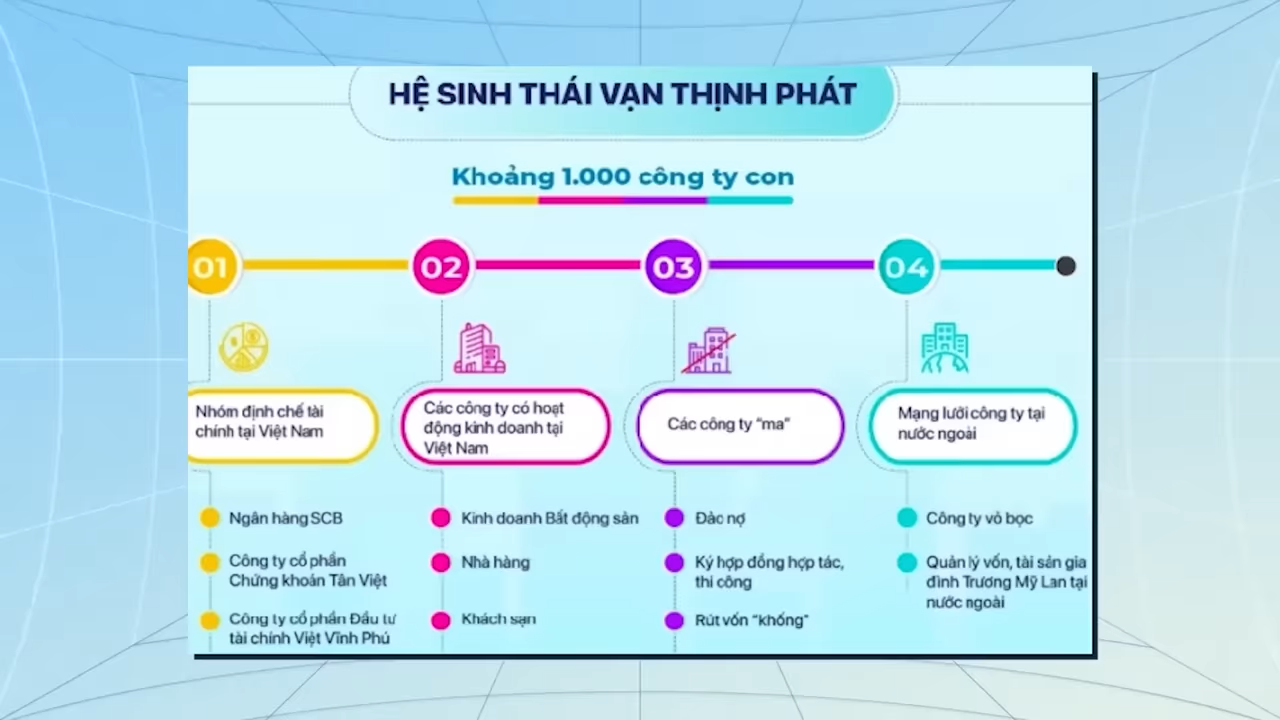 HỆ SINH THÁI VẠN THỊNH PHÁT
Khoảng 1.000 công ty con
01
02
03
04
Nhóm định chế tài
chính tại Việt Nam
Các công ty có hoạt
động kinh doanh tại
Việt Nam
Các công ty "ma"
Mạng lưới công ty tại
nước ngoài
Ngân hàng SCB
Công ty cổ phần
Chứng khoán Tân Việt
Công ty cổ phần Đầu tư
tài chính Việt Vĩnh Phú
Kinh doanh Bất động sản
Nhà hàng
Khách sạn
Đảo nợ
Ký hợp đồng hợp tác,
thi công
Rút vốn "khống"
Công ty vỏ bọc
Quản lý vốn, tài sản gia
đình Trương Mỹ Lan tại
nước ngoài